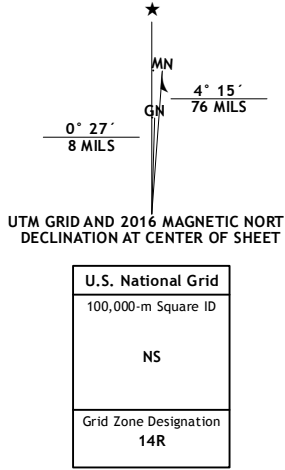 MN
4° 15´
76 MILS
GN
0° 27´
8 MILS
UTM GRID AND 2016 MAGNETIC NORT
DECLINATION AT CENTER OF SHEET
U.S. National Grid
100,000-m Square ID
NS
Grid Zone Designation
14R